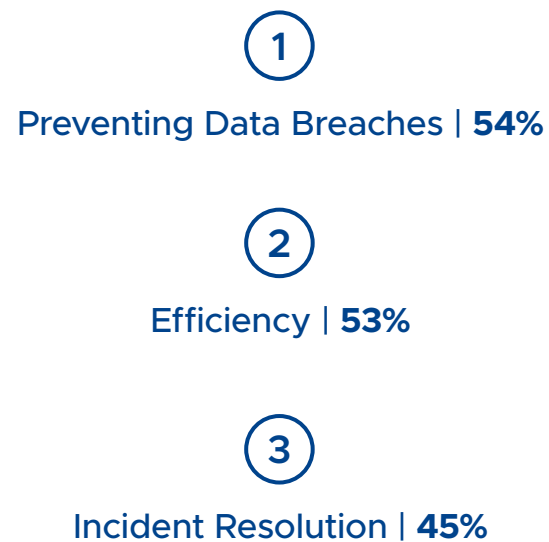 1
Preventing Data Breaches | 54%
2
Efficiency | 53%
3
Incident Resolution | 45%